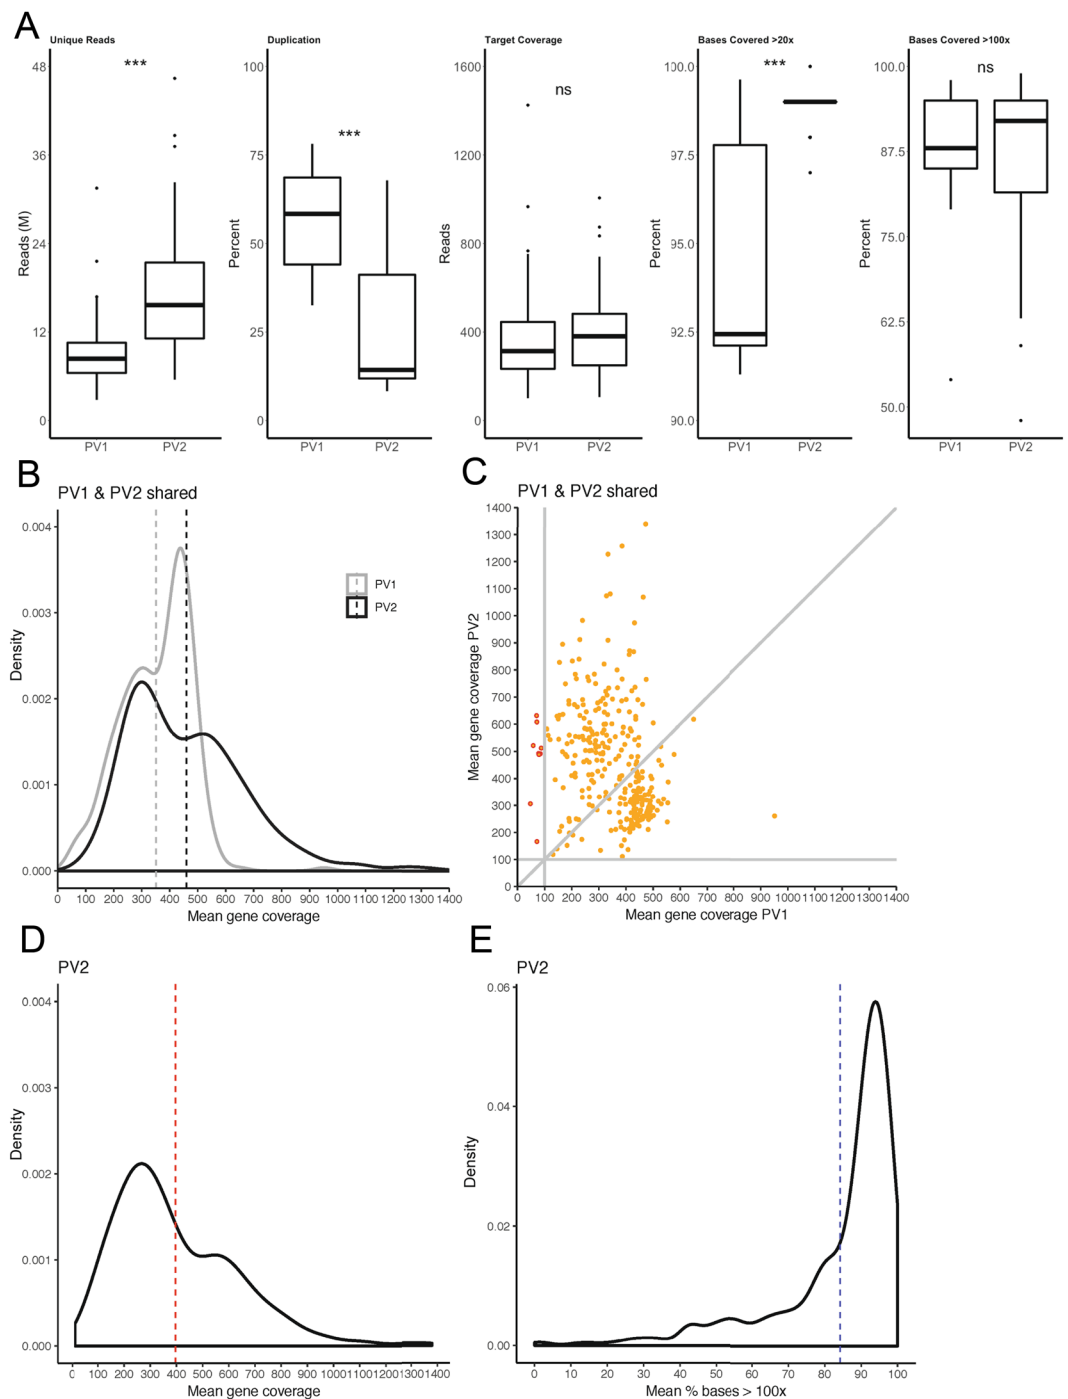 A
Unique Reads
Duplication
Target Coverage
Bases Covered >20x
Bases Covered >100x
48
***
36
Reads (M)
24
12
0
PV1
PV2
100
***
75
Percent
50
25
0
PV1
PV2
1600
ns
1200
Reads
800
400
0
PV1
PV2
100.0
***
97.5
Percent
95.0
92.5
90.0
PV1
PV2
100.0
ns
87.5
Percent
75.0
62.5
50.0
PV1
PV2
B
PV1 & PV2 shared
0.004
0.003
0.002
0.001
0.000
Density
PV1
PV2
0 100 200 300 400 500 600 700 800 900 1000 1100 1200 1300 1400
Mean gene coverage
C
PV1 & PV2 shared
1400
1300
1200
1100
1000
900
800
700
600
500
400
300
200
100
0
Mean gene coverage PV2
0 100 200 300 400 500 600 700 800 900 1000 1100 1200 1300 1400
Mean gene coverage PV1
D
PV2
0.004
0.003
0.002
0.001
0.000
Density
0 100 200 300 400 500 600 700 800 900 1000 1100 1200 1300 1400
Mean gene coverage
E
PV2
0.06
0.04
0.02
0.00
Density
0 10 20 30 40 50 60 70 80 90 100
Mean % bases > 100x